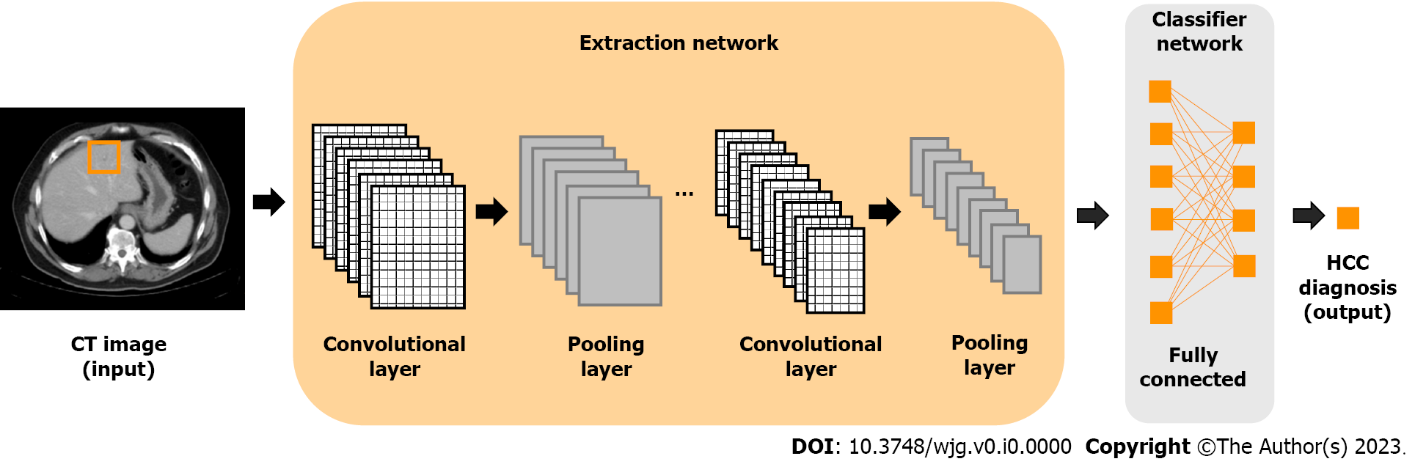 Extraction network
Classifier
network
CT image
(input)
Convolutional
layer
Pooling
layer
...
Convolutional
layer
Pooling
layer
Fully
connected
HCC
diagnosis
(output)
DOI: 10.3748/wjg.v0.i0.0000 Copyright ©The Author(s) 2023.